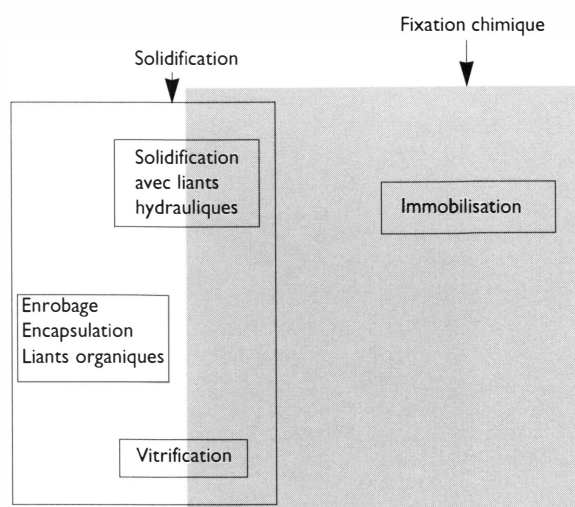 Fixation chimique
Solidification
Solidification
avec liants
hydrauliques
Immobilisation
Enrobage
Encapsulation
Liants organiques
Vitrification